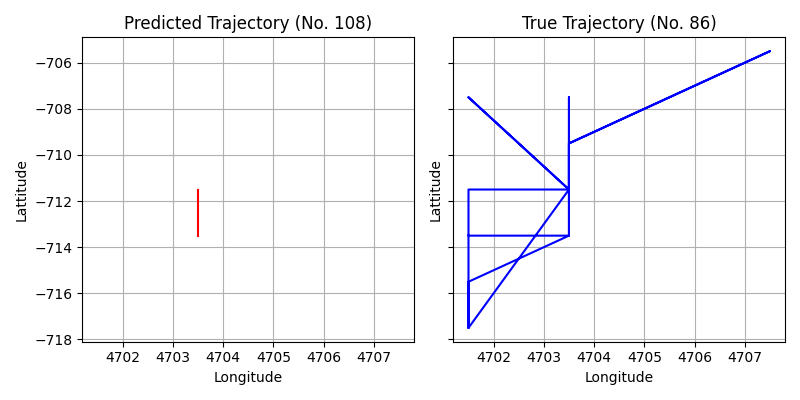 Predicted Trajectory (No. 108)
True Trajectory (No. 86)
Lattitude
−706
−708
−710
−712
−714
−716
−718
4702 4703 4704 4705 4706 4707
Longitude
Lattitude
4702 4703 4704 4705 4706 4707
Longitude